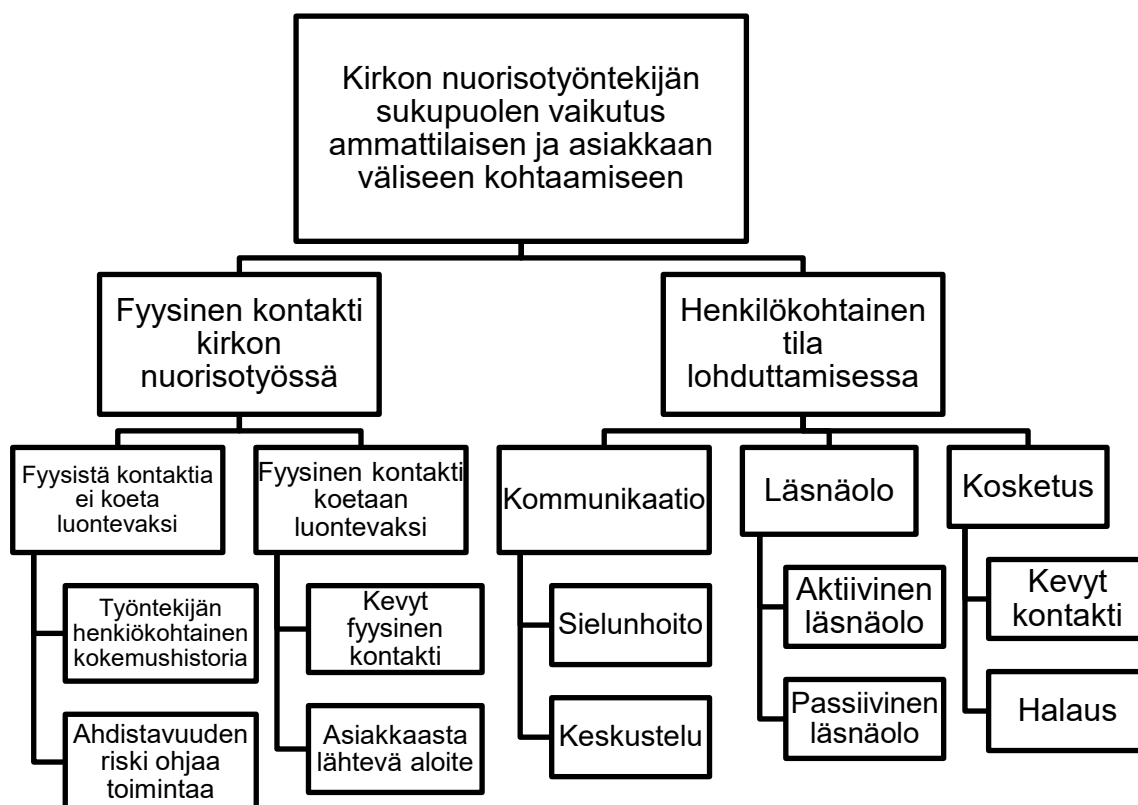 Kirkon nuorisotyöntekijän
sukupuolen vaikutus
ammattilaisen ja asiakkaan
väliseen kohtaamiseen
Fyysinen kontakti
kirkon
nuorisotyössä
Henkilökohtainen
tila
lohduttamisessa
Fyysistä kontaktia
ei koeta
luontevaksi
Fyysinen kontakti
koetaan
luontevaksi
Kommunikaatio
Läsnäolo
Kosketus
Työntekijän
henkiökohtainen
kokemushistoria
Kevyt
fyysinen
kontakti
Sielunhoito
Aktiivinen
läsnäolo
Kevyt
kontakti
Ahdistavuuden
riski ohjaa
toimintaa
Asiakkaasta
lähtevä aloite
Keskustelu
Passiivinen
läsnäolo
Halaus